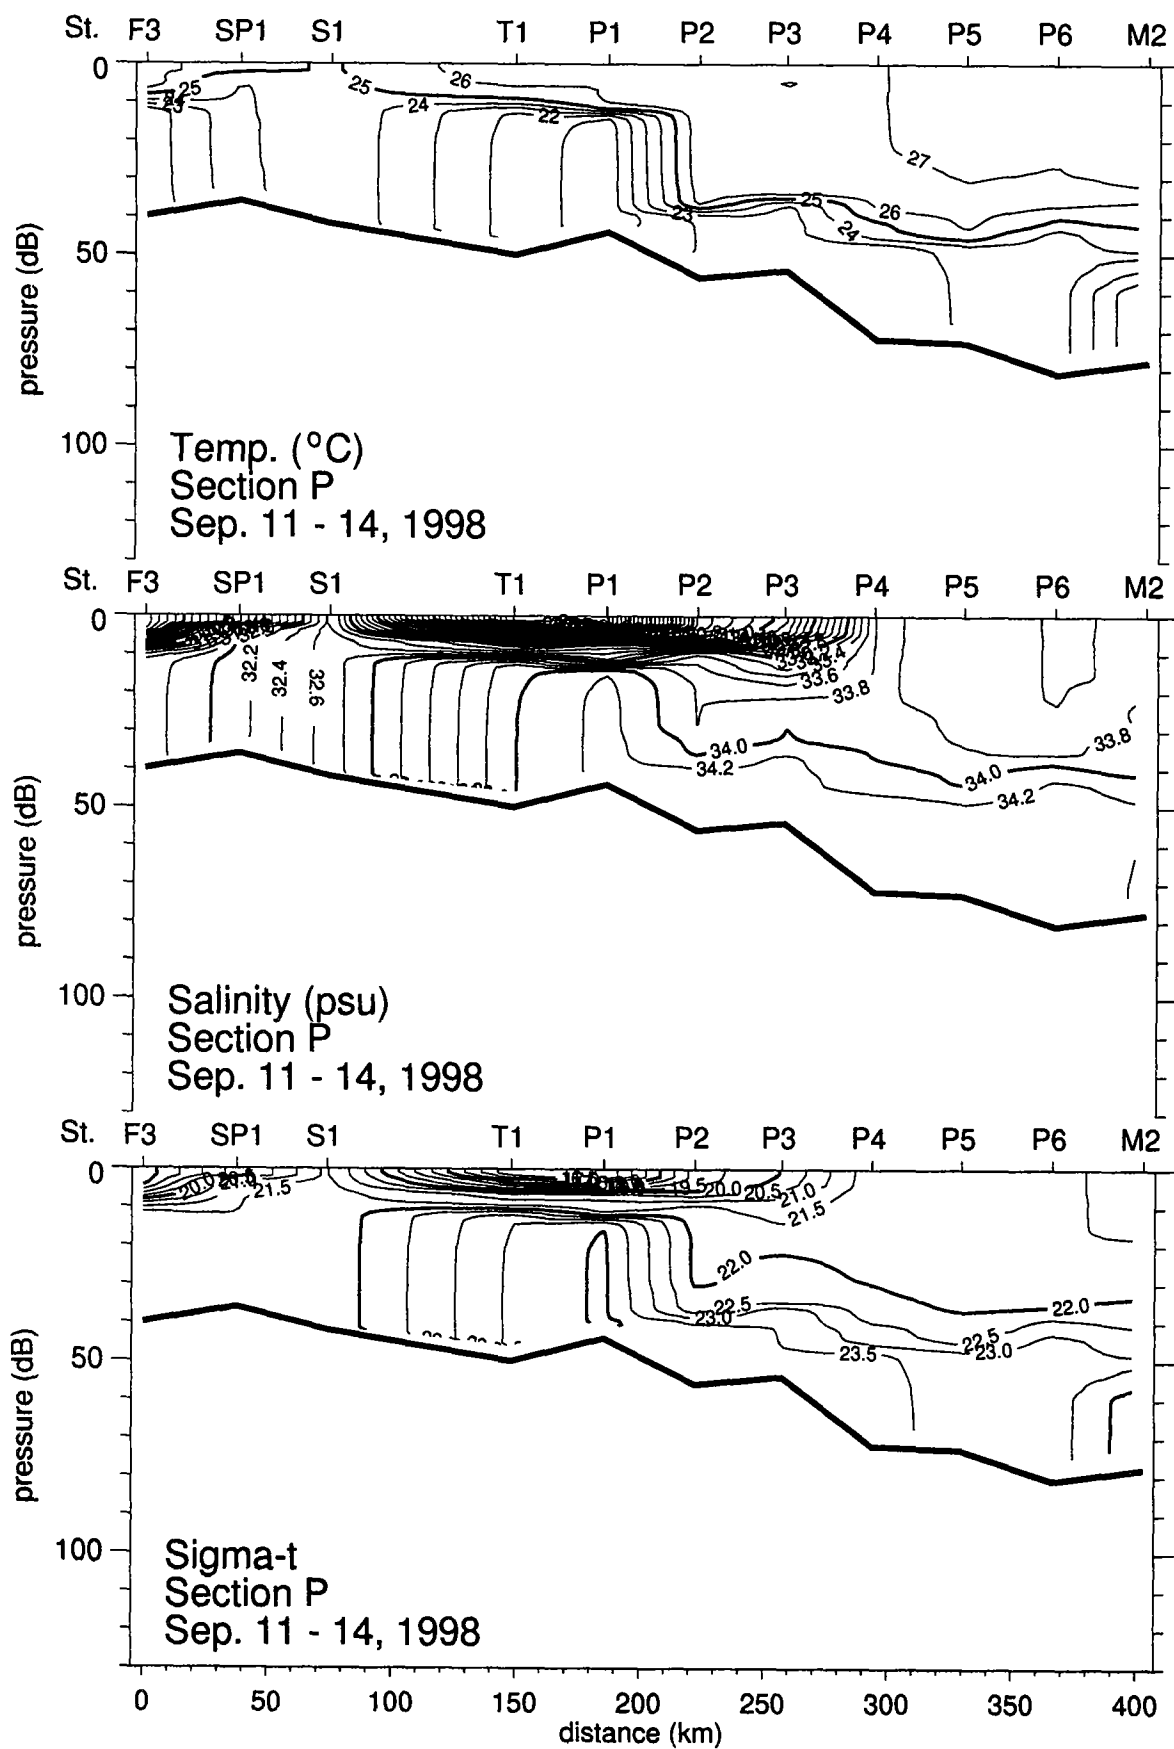 St. F3 SP1 S1 T1 P1 P2 P3 P4 P5 P6 M2
0
25
25
26
24
24
23
22
27
25
26
23
24
50
pressure (dB)
100
Temp. (°C)
Section P
Sep. 11 - 14, 1998
St. F3 SP1 S1 T1 P1 P2 P3 P4 P5 P6 M2
0
32.2
32.4
32.6
33.4
33.6
33.8
33.8
34.0
34.2
34.0
34.2
50
pressure (dB)
100
Salinity (psu)
Section P
Sep. 11 - 14, 1998
St. F3 SP1 S1 T1 P1 P2 P3 P4 P5 P6 M2
0
20.0
21.5
19.5
20.0
20.5
21.0
21.5
22.0
22.0
22.5
23.0
22.5
23.0
23.5
50
pressure (dB)
100
Sigma-t
Section P
Sep. 11 - 14, 1998
0 50 100 150 200 250 300 350 400
distance (km)